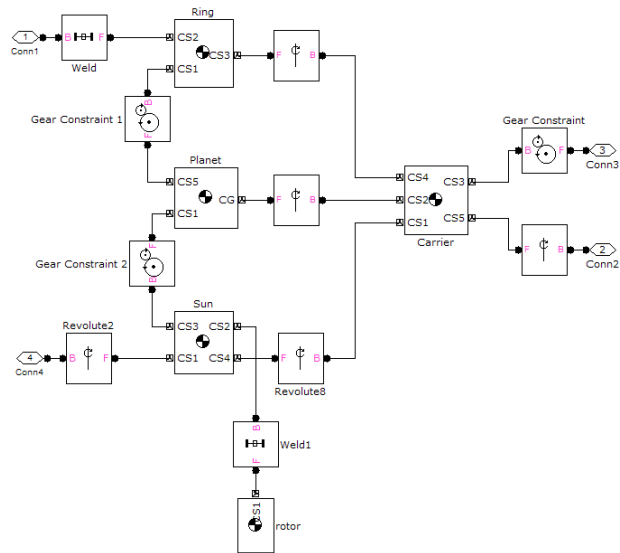 Ring
1
Conn1
B
F
Weld
CS2
CS3
CS1
F
B
Gear Constraint 1
B
F
Gear Constraint
B
F
3
Conn3
Planet
CS5
CG
CS1
F
B
CS4
CS3
CS2
CS1
CS5
Carrier
F
B
2
Conn2
Gear Constraint 2
F
B
Sun
CS3
CS2
CS1
CS4
Revolute2
4
Conn4
B
F
F
B
Revolute8
B
F
Weld1
CS1
rotor